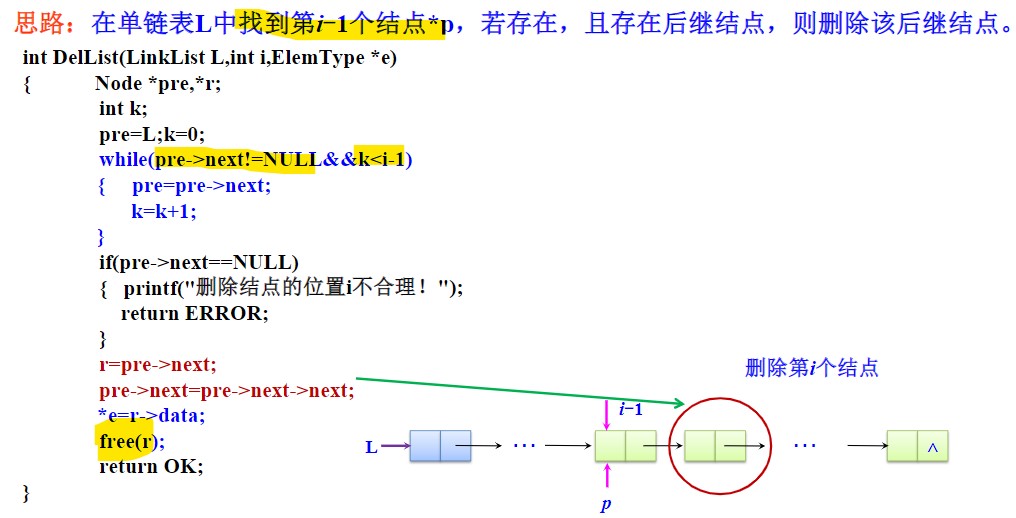 思路：在单链表L中找到第i−1个结点*p，若存在，且存在后继结点，则删除该后继结点。
int DelList(LinkList L,int i,ElemType *e)
{ Node *pre,*r;
int k;
pre=L;k=0;
while(pre->next!=NULL&&k<i-1)
{ pre=pre->next;
k=k+1;
}
if(pre->next==NULL)
{ printf("删除结点的位置i不合理！");
return ERROR;
}
r=pre->next;
pre->next=pre->next->next;
*e=r->data;
free(r);
return OK;
}
删除第i个结点
i−1
L
…
…
^
p